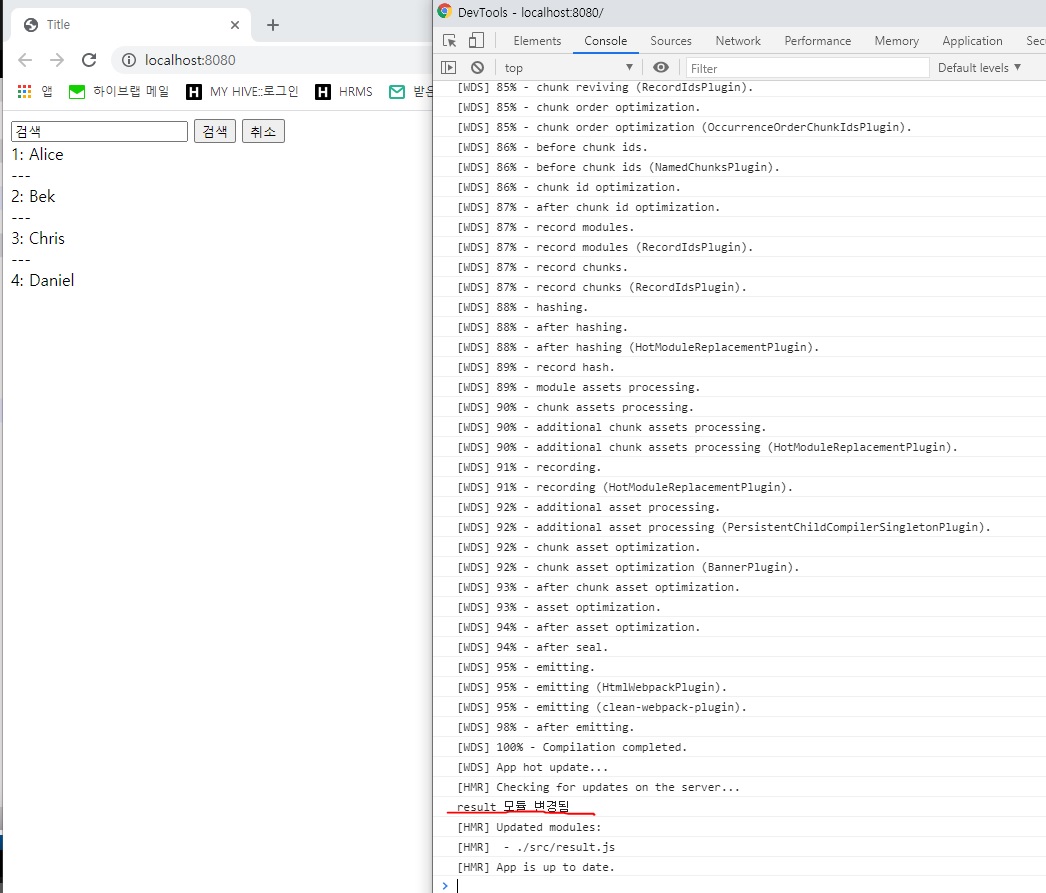 Title
localhost:8080
앱
하이브랩 메일
MY HIVE::로그인
HRMS
받은
검색 검색 취소
1: Alice
---
2: Bek
---
3: Chris
---
4: Daniel
DevTools - localhost:8080/
Elements Console Sources Network Performance Memory Application Sec
top Filter Default levels
[WDS] 85% - chunk reviving (RecordIdsPlugin).
[WDS] 85% - chunk order optimization.
[WDS] 85% - chunk order optimization (OccurrenceOrderChunkIdsPlugin).
[WDS] 86% - before chunk ids.
[WDS] 86% - before chunk ids (NamedChunksPlugin).
[WDS] 86% - chunk id optimization.
[WDS] 87% - after chunk id optimization.
[WDS] 87% - record modules.
[WDS] 87% - record modules (RecordIdsPlugin).
[WDS] 87% - record chunks.
[WDS] 87% - record chunks (RecordIdsPlugin).
[WDS] 88% - hashing.
[WDS] 88% - after hashing.
[WDS] 88% - after hashing (HotModuleReplacementPlugin).
[WDS] 89% - record hash.
[WDS] 89% - module assets processing.
[WDS] 90% - chunk assets processing.
[WDS] 90% - additional chunk assets processing.
[WDS] 90% - additional chunk assets processing (HotModuleReplacementPlugin).
[WDS] 91% - recording.
[WDS] 91% - recording (HotModuleReplacementPlugin).
[WDS] 92% - additional asset processing.
[WDS] 92% - additional asset processing (PersistentChildCompilerSingletonPlugin).
[WDS] 92% - chunk asset optimization.
[WDS] 92% - chunk asset optimization (BannerPlugin).
[WDS] 93% - after chunk asset optimization.
[WDS] 93% - asset optimization.
[WDS] 94% - after asset optimization.
[WDS] 94% - after seal.
[WDS] 95% - emitting.
[WDS] 95% - emitting (HtmlWebpackPlugin).
[WDS] 95% - emitting (clean-webpack-plugin).
[WDS] 98% - after emitting.
[WDS] 100% - Compilation completed.
[WDS] App hot update...
[HMR] Checking for updates on the server...
result 모듈 변경됨
[HMR] Updated modules:
[HMR]  - ./src/result.js
[HMR] App is up to date.